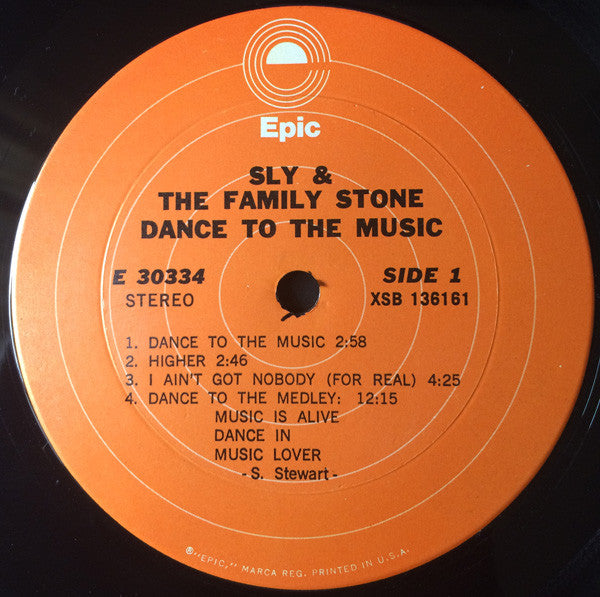 Epic
SLY &
THE FAMILY STONE
DANCE TO THE MUSIC
E 30334 SIDE 1
STEREO XSB 136161
1. DANCE TO THE MUSIC 2:58
2. HIGHER 2:46
3. I AIN'T GOT NOBODY (FOR REAL) 4:25
4. DANCE TO THE MEDLEY: 12:15
MUSIC IS ALIVE
DANCE IN
MUSIC LOVER
- S. Stewart -
®"EPIC," MARCA REG. PRINTED IN U.S.A.